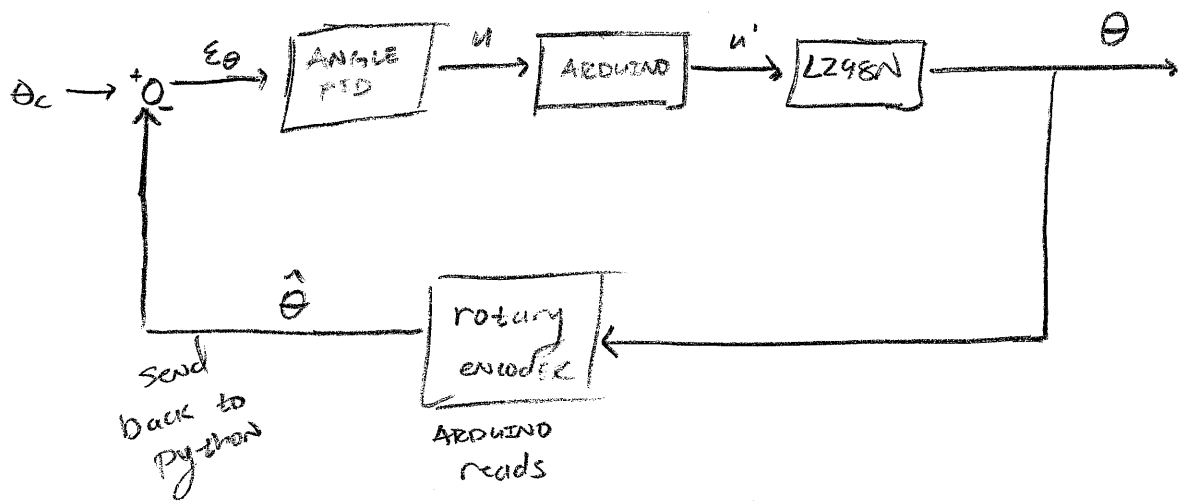 θc
+
-
εθ
ANGLE
PID
u
ARDUINO
u'
L298N
θ
θ̂
rotary
encoder
ARDUINO
reads
send
back to
python